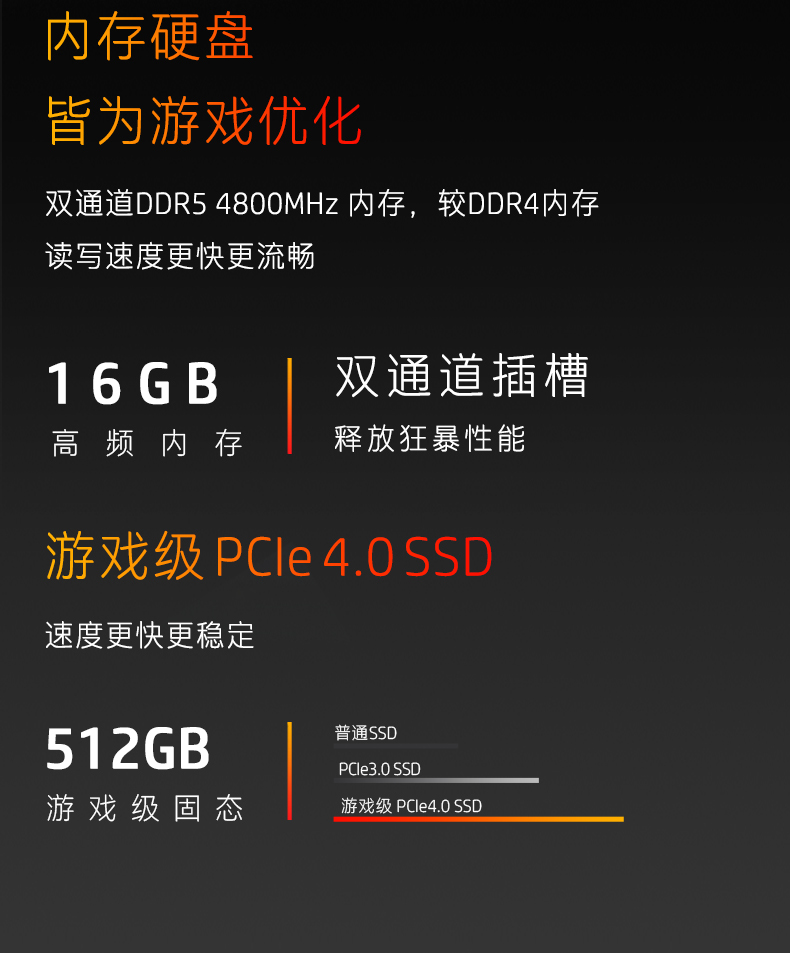 内存硬盘
皆为游戏优化
双通道DDR5 4800MHz 内存，较DDR4内存
读写速度更快更流畅
16GB
高频内存
双通道插槽
释放狂暴性能
游戏级 PCIe 4.0 SSD
速度更快更稳定
512GB
游戏级固态
普通SSD
PCIe3.0 SSD
游戏级 PCIe4.0 SSD